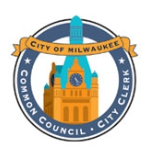 CITY OF MILWAUKEE
COMMON COUNCIL • CITY CLERK